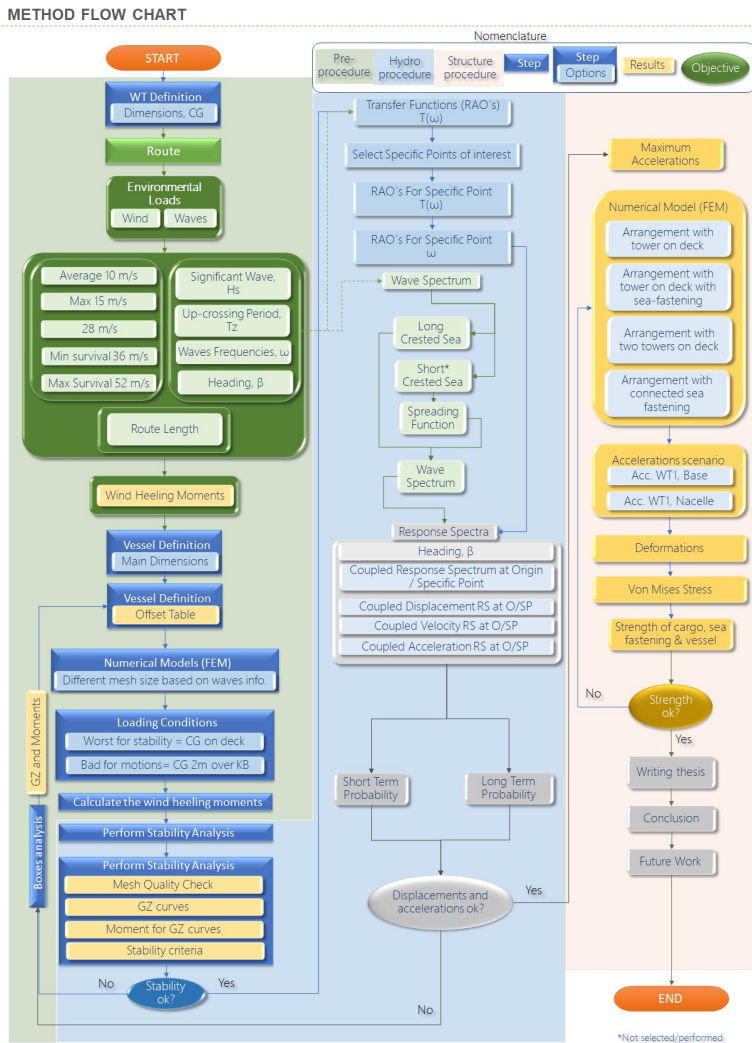 METHOD FLOW CHART
Nomenclature
Pre-
procedure
Hydro
procedure
Structure
procedure
Step
Step
Options
Results
Objective
START
WT Definition
Dimensions, CG
Route
Environmental
Loads
Wind
Waves
Average 10 m/s
Max 15 m/s
28 m/s
Min survival 36 m/s
Max Survival 52 m/s
Significant Wave,
Hs
Up-crossing Period,
Tz
Waves Frequencies, ω
Heading, β
Route Length
Wind Heeling Moments
Vessel Definition
Main Dimensions
Vessel Definition
Offset Table
Numerical Models (FEM)
Different mesh size based on waves info.
Loading Conditions
Worst for stability = CG on deck
Bad for motions= CG 2m over KB
Calculate the wind heeling moments
Perform Stability Analysis
Perform Stability Analysis
Mesh Quality Check
GZ curves
Moment for GZ curves
Stability criteria
Stability
ok?
No
Yes
GZ and Moments
Boxes analysis
Transfer Functions (RAO´s)
T(ω)
Select Specific Points of interest
RAO´s For Specific Point
T(ω)
RAO´s For Specific Point
ω
Wave Spectrum
Long
Crested Sea
Short*
Crested Sea
Spreading
Function
Wave
Spectrum
Response Spectra
Heading, β
Coupled Response Spectrum at Origin
/ Specific Point
Coupled Displacement RS at O/SP
Coupled Velocity RS at O/SP
Coupled Acceleration RS at O/SP
Short Term
Probability
Long Term
Probability
Displacements and
accelerations ok?
Yes
No
Maximum
Accelerations
Numerical Model (FEM)
Arrangement with
tower on deck
Arrangement with
tower on deck with
sea-fastening
Arrangement with
two towers on deck
Arrangement with
connected sea
fastening
Accelerations scenario
Acc. WT1, Base
Acc. WT1, Nacelle
Deformations
Von Mises Stress
Strength of cargo, sea
fastening & vessel
No
Strength
ok?
Yes
Writing thesis
Conclusion
Future Work
END
*Not selected/performed